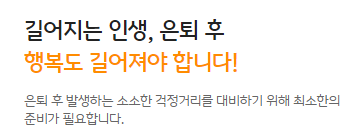 길어지는 인생, 은퇴 후
행복도 길어져야 합니다!
은퇴 후 발생하는 소소한 걱정거리를 대비하기 위해 최소한의
준비가 필요합니다.